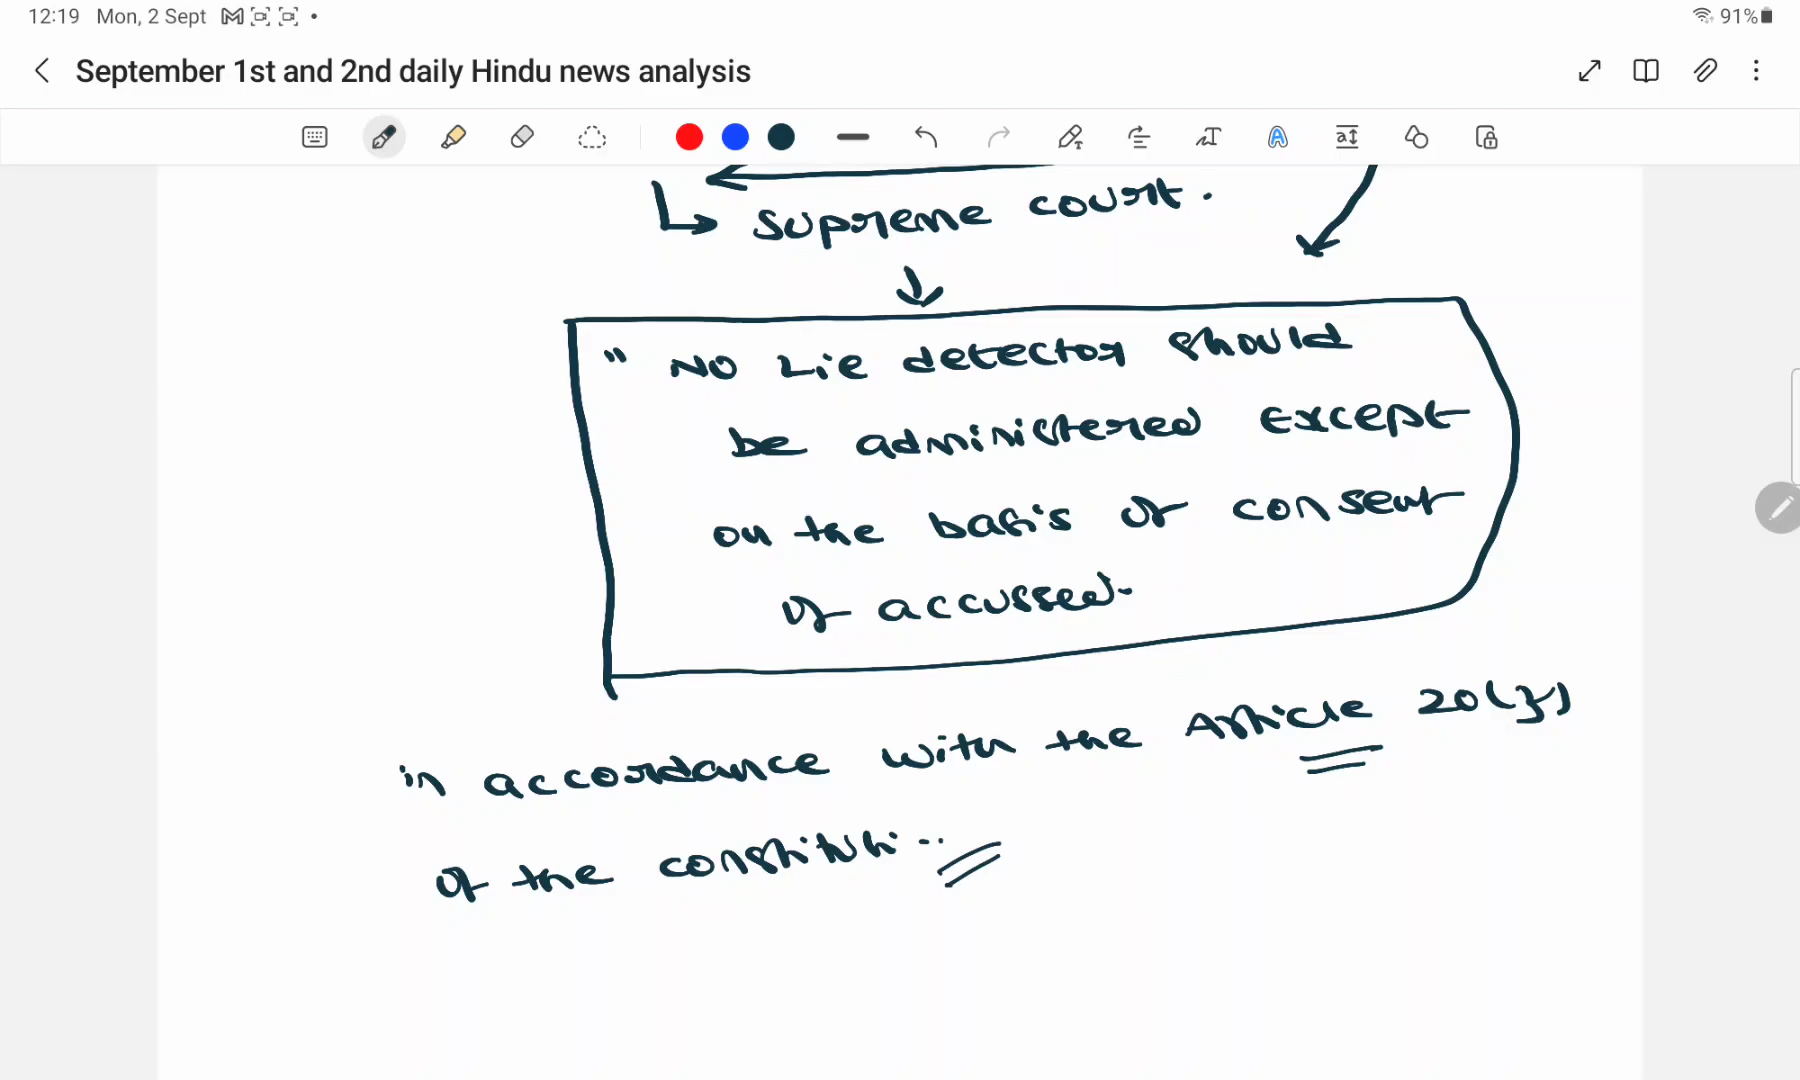 12:19 Mon, 2 Sept
91%
September 1st and 2nd daily Hindu news analysis
Supreme court.
" NO Lie detector should
be administered Except
on the basis of consent
of accussed.
in accordance with the Article 20(3)
of the constituti..